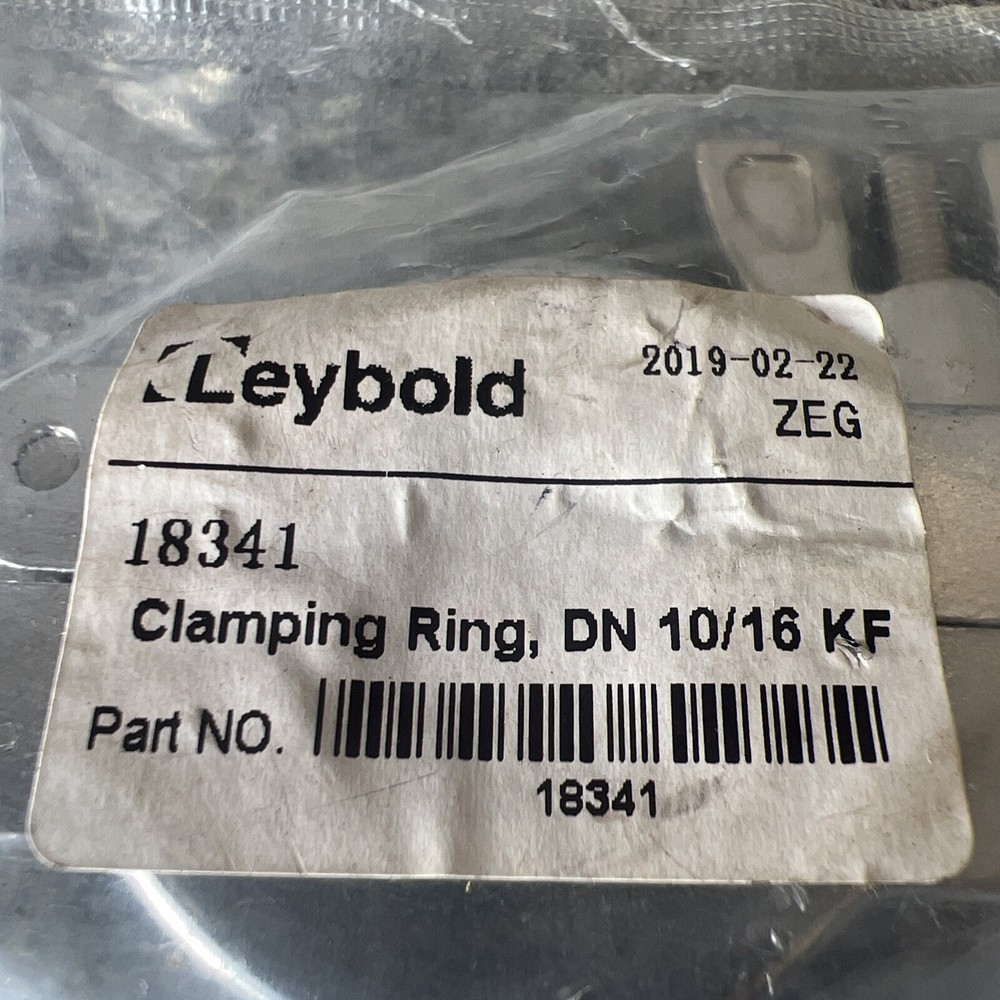 Leybold
2019-02-22
ZEG
18341
Clamping Ring, DN 10/16 KF
Part NO.
18341